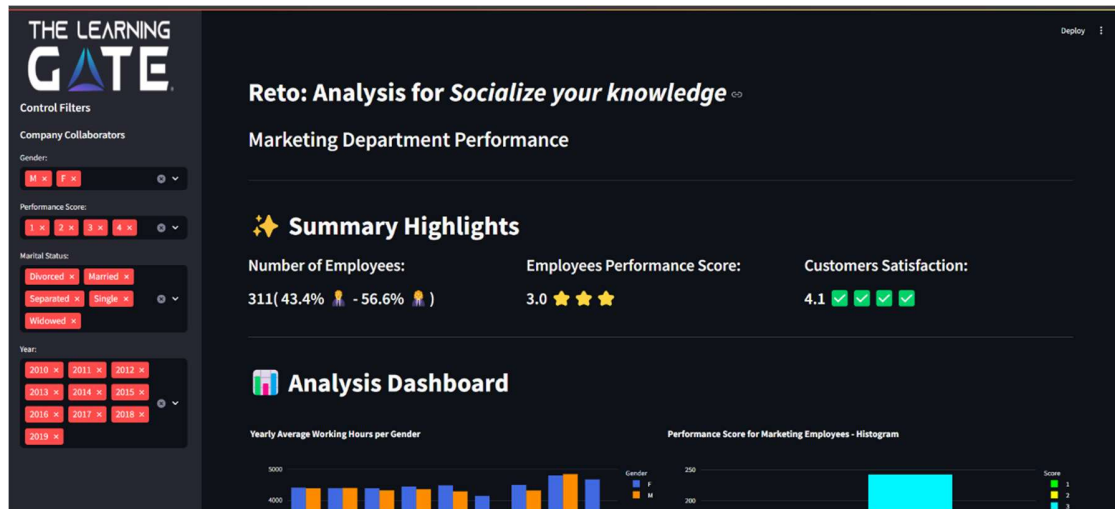 THE LEARNING
GATE
Control Filters
Company Collaborators
Gender:
M × F ×
Performance Score:
1 × 2 × 3 × 4 ×
Marital Status:
Divorced × Married ×
Separated × Single ×
Widowed ×
Year:
2010 × 2011 × 2012 ×
2013 × 2014 × 2015 ×
2016 × 2017 × 2018 ×
2019 ×
Deploy
Reto: Analysis for Socialize your knowledge
Marketing Department Performance
✨ Summary Highlights
Number of Employees:
311( 43.4% 👨‍💼 - 56.6% 👩‍💼 )
Employees Performance Score:
3.0 ⭐ ⭐ ⭐
Customers Satisfaction:
4.1 ✅ ✅ ✅ ✅
📊 Analysis Dashboard
Yearly Average Working Hours per Gender
5000
4000
Gender
F
M
Performance Score for Marketing Employees - Histogram
250
200
Score
1
2
3